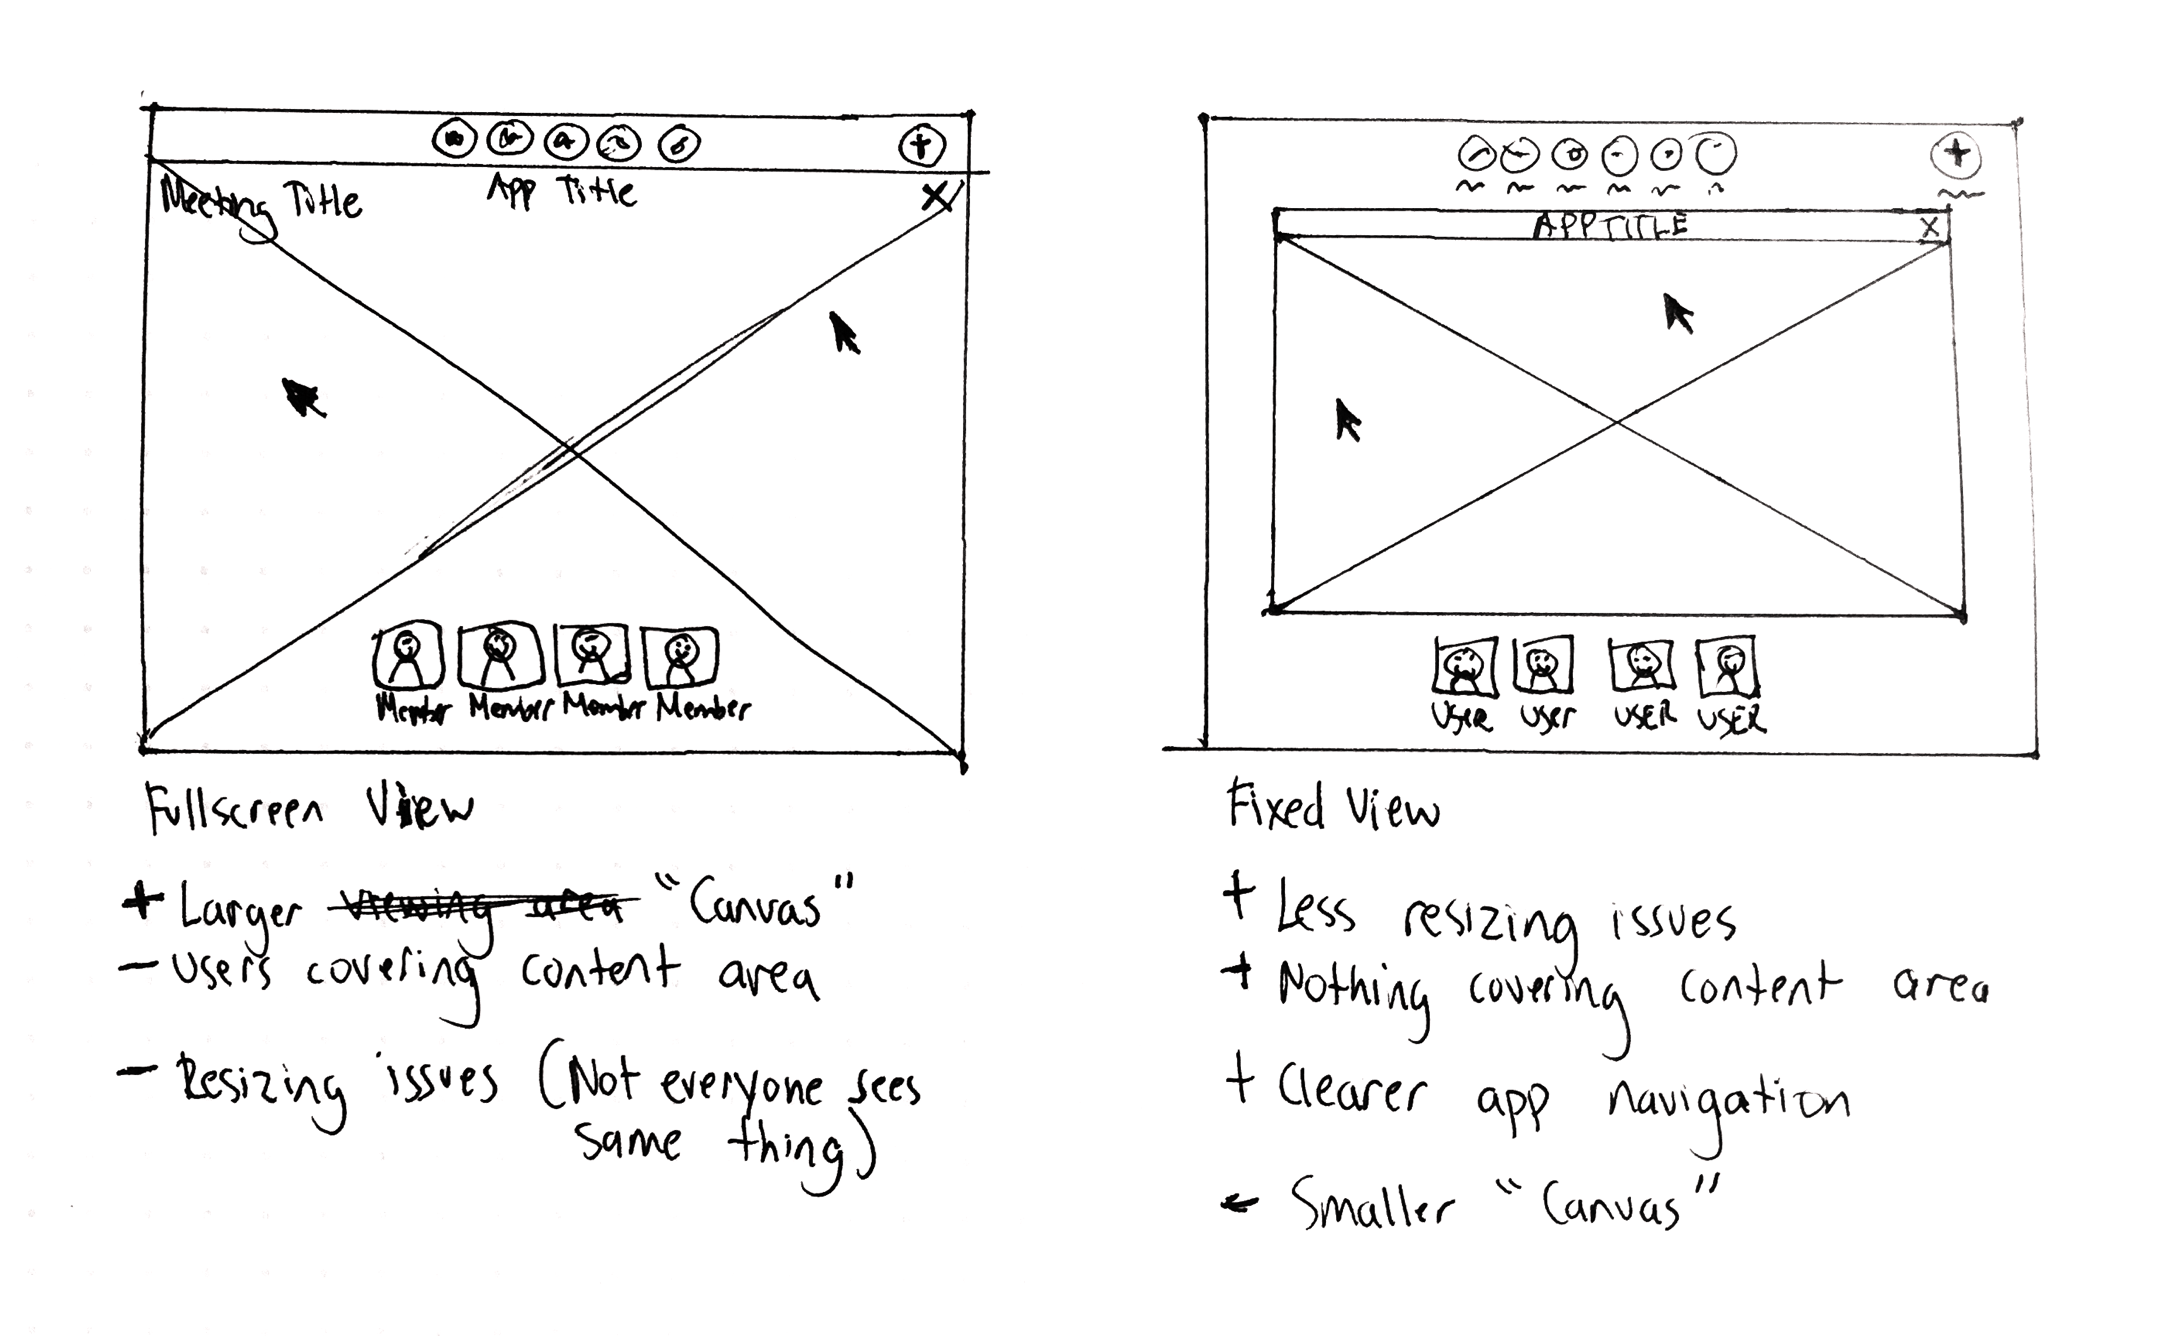 Meeting Title
App Title
X
Member Member Member Member
Fullscreen View
+ Larger viewing area "Canvas"
- Users covering content area
- Resizing issues (Not everyone sees
same thing)
+
APP TITLE
X
USER User USER USER
Fixed View
+ Less resizing issues
+ Nothing covering content area
+ Clearer app navigation
- Smaller "Canvas"